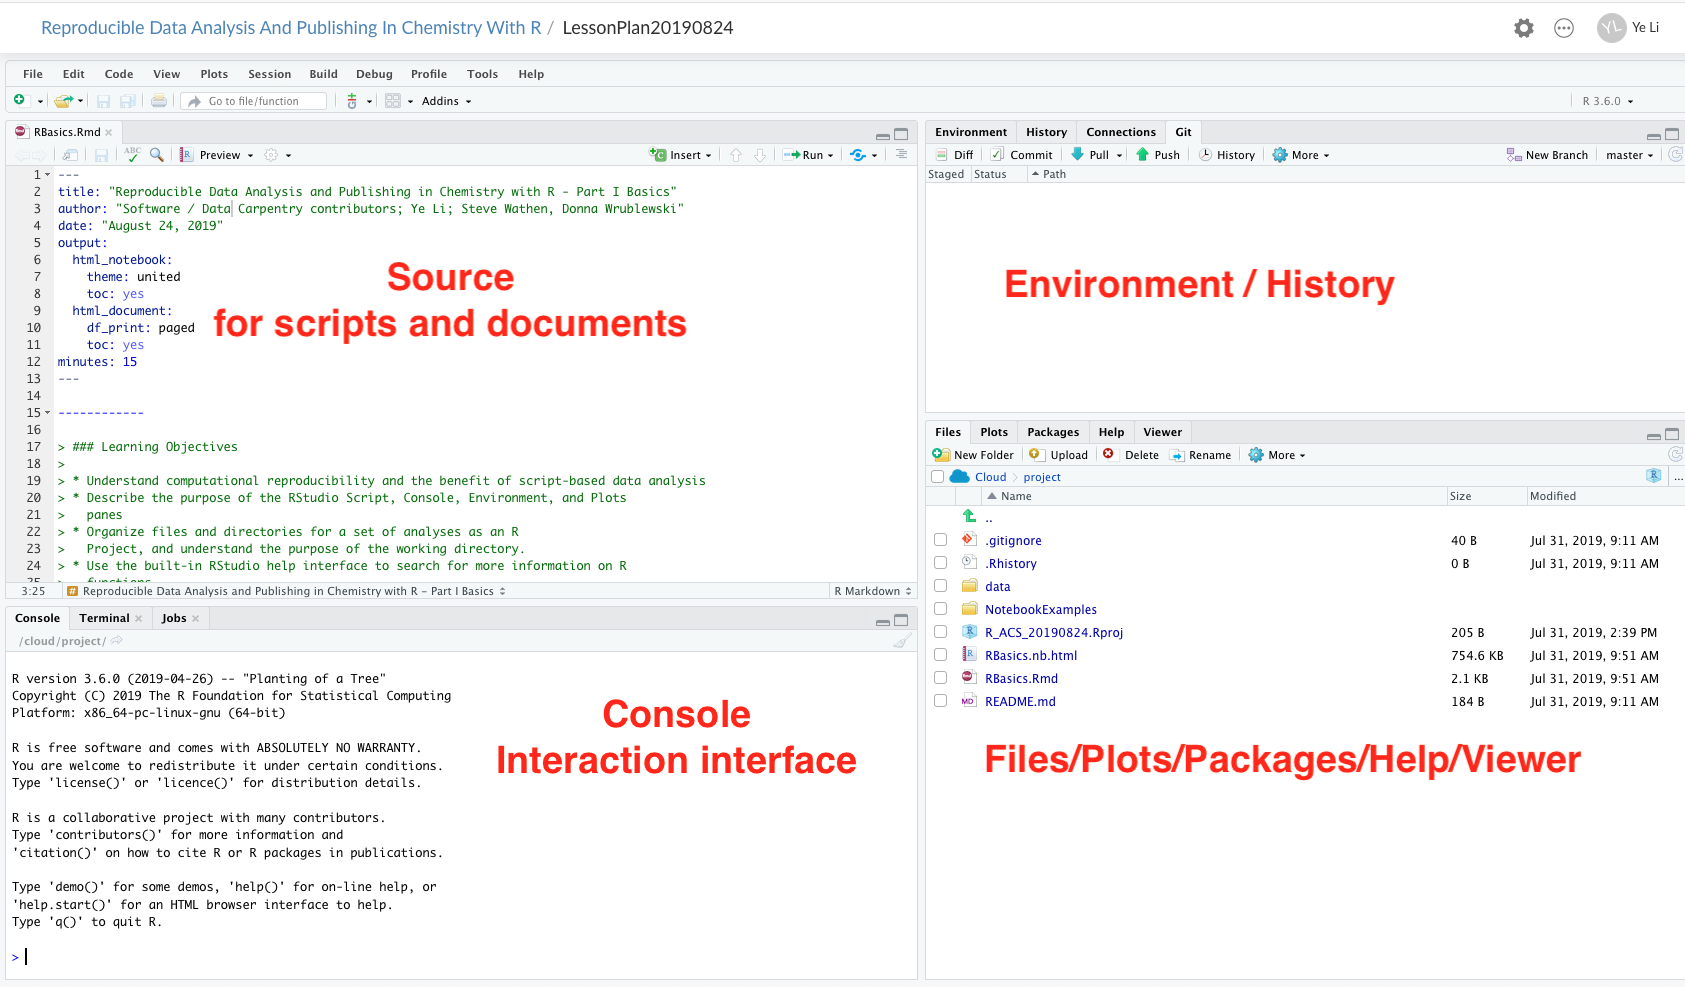 Reproducible Data Analysis And Publishing In Chemistry With R / LessonPlan20190824
YL Ye Li
File Edit Code View Plots Session Build Debug Profile Tools Help
Go to file/function Addins R 3.6.0
RBasics.Rmd
ABC Preview Insert Run
1 ---
2 title: "Reproducible Data Analysis and Publishing in Chemistry with R - Part I Basics"
3 author: "Software / Data Carpentry contributors; Ye Li; Steve Wathen, Donna Wrublewski"
4 date: "August 24, 2019"
5 output:
6 html_notebook:
7 theme: united
8 toc: yes
9 html_document:
10 df_print: paged
11 toc: yes
12 minutes: 15
13 ---
14
15 ------------
16
17 > ### Learning Objectives
18 >
19 > * Understand computational reproducibility and the benefit of script-based data analysis
20 > * Describe the purpose of the RStudio Script, Console, Environment, and Plots
21 > panes
22 > * Organize files and directories for a set of analyses as an R
23 > Project, and understand the purpose of the working directory.
24 > * Use the built-in RStudio help interface to search for more information on R
25 > functions
Source
for scripts and documents
3:25 # Reproducible Data Analysis and Publishing in Chemistry with R - Part I Basics R Markdown
Console Terminal Jobs
/cloud/project/
R version 3.6.0 (2019-04-26) -- "Planting of a Tree"
Copyright (C) 2019 The R Foundation for Statistical Computing
Platform: x86_64-pc-linux-gnu (64-bit)
R is free software and comes with ABSOLUTELY NO WARRANTY.
You are welcome to redistribute it under certain conditions.
Type 'license()' or 'licence()' for distribution details.
R is a collaborative project with many contributors.
Type 'contributors()' for more information and
'citation()' on how to cite R or R packages in publications.
Type 'demo()' for some demos, 'help()' for on-line help, or
'help.start()' for an HTML browser interface to help.
Type 'q()' to quit R.
>
Console
Interaction interface
Environment History Connections Git
Diff Commit Pull Push History More New Branch master
Staged Status Path
Environment / History
Files Plots Packages Help Viewer
New Folder Upload Delete Rename More
Cloud project R ...
Name Size Modified
..
.gitignore 40 B Jul 31, 2019, 9:11 AM
.Rhistory 0 B Jul 31, 2019, 9:11 AM
data
NotebookExamples
R_ACS_20190824.Rproj 205 B Jul 31, 2019, 2:39 PM
RBasics.nb.html 754.6 KB Jul 31, 2019, 9:51 AM
RBasics.Rmd 2.1 KB Jul 31, 2019, 9:51 AM
MD README.md 184 B Jul 31, 2019, 9:11 AM
Files/Plots/Packages/Help/Viewer